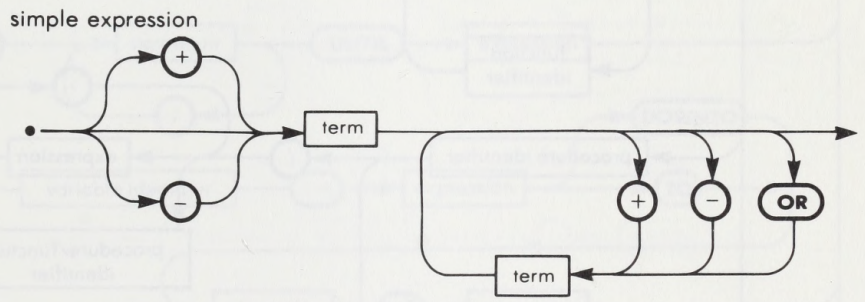 simple expression
+
term
−
+
−
OR
term